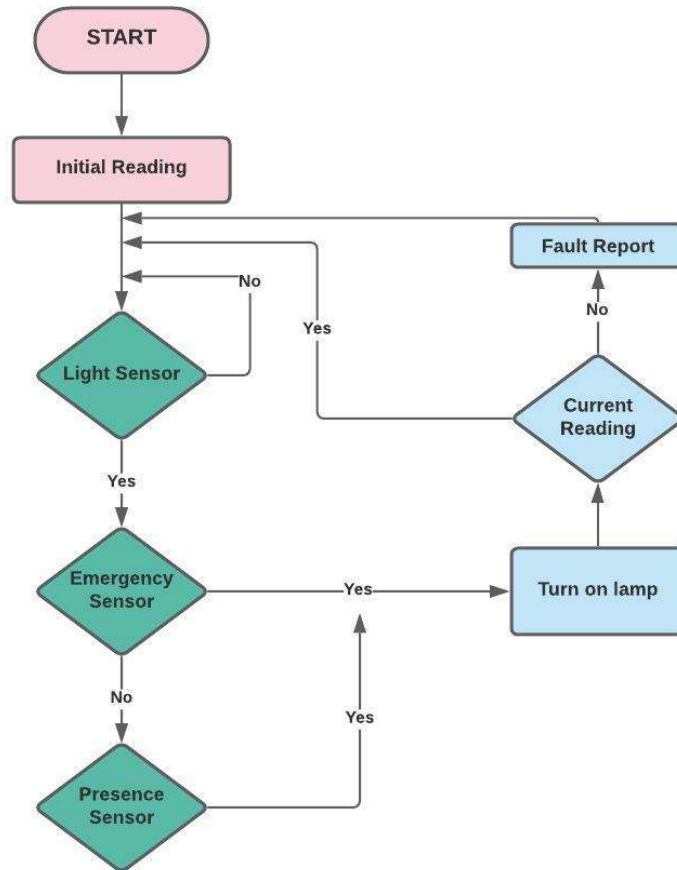 START
Initial Reading
Fault Report
No
Yes
No
Light Sensor
Current
Reading
Yes
Emergency
Sensor
Yes
Turn on lamp
No
Yes
Presence
Sensor